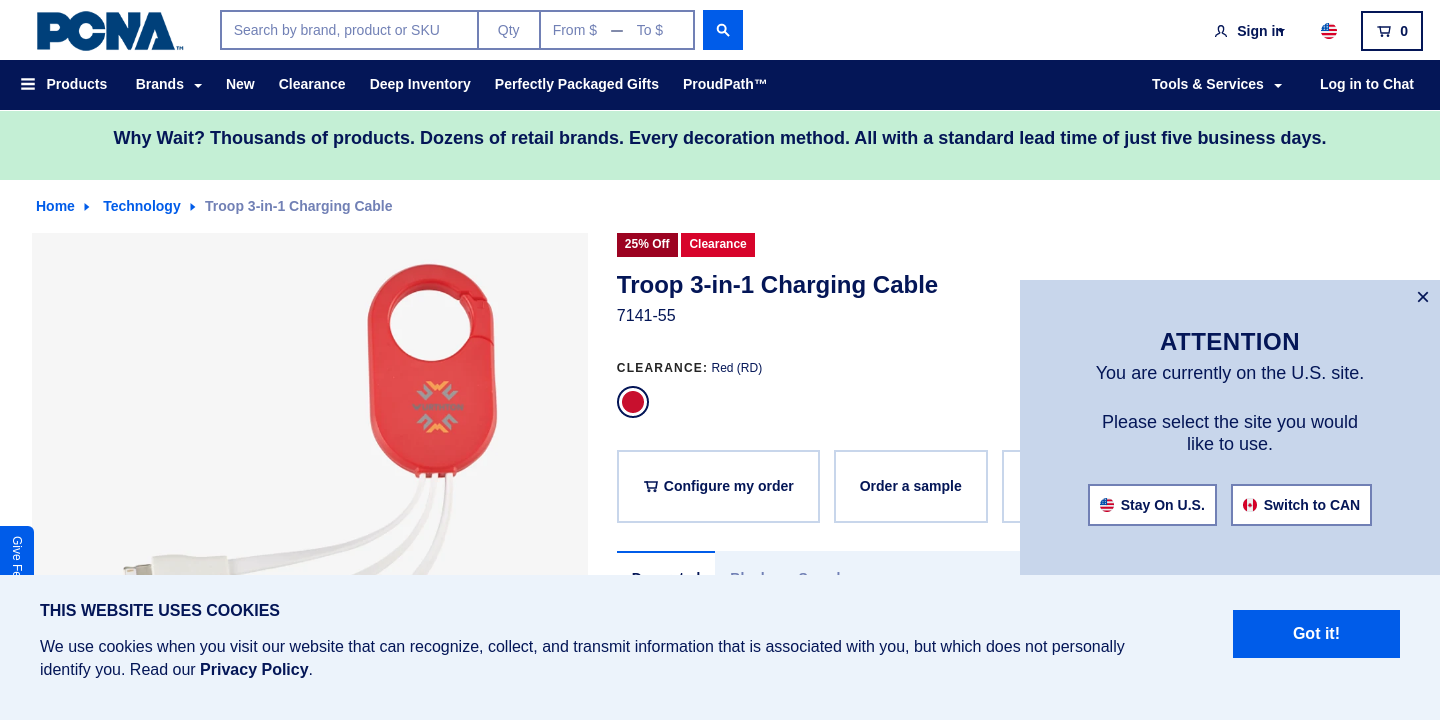 PCNA™
Search by brand, product or SKU
Qty
From $ — To $
Sign in
0
Products
Brands
New
Clearance
Deep Inventory
Perfectly Packaged Gifts
ProudPath™
Tools & Services
Log in to Chat
Why Wait? Thousands of products. Dozens of retail brands. Every decoration method. All with a standard lead time of just five business days.
Home
Technology
Troop 3-in-1 Charging Cable
25% Off
Clearance
Troop 3-in-1 Charging Cable
7141-55
CLEARANCE: Red (RD)
Configure my order
Order a sample
×
ATTENTION
You are currently on the U.S. site.
Please select the site you would
like to use.
Stay On U.S.
Switch to CAN
Give
THIS WEBSITE USES COOKIES
We use cookies when you visit our website that can recognize, collect, and transmit information that is associated with you, but which does not personally
identify you. Read our Privacy Policy.
Got it!